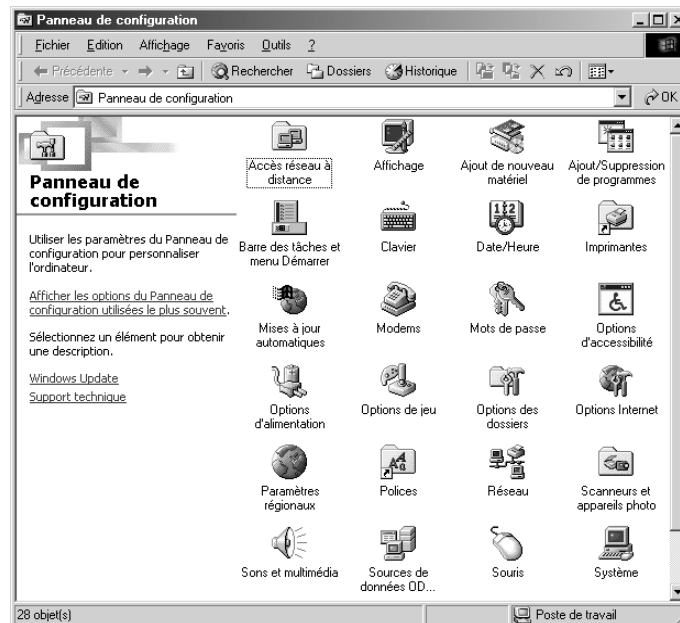 Panneau de configuration
Fichier Edition Affichage Favoris Outils ?
Précédente Rechercher Dossiers Historique
Adresse Panneau de configuration OK
Panneau de
configuration
Utiliser les paramètres du Panneau de
configuration pour personnaliser
l'ordinateur.
Afficher les options du Panneau de
configuration utilisées le plus souvent.
Sélectionnez un élément pour obtenir
une description.
Windows Update
Support technique
Accès réseau à
distance
Affichage
Ajout de nouveau
matériel
Ajout/Suppression
de programmes
Barre des tâches et
menu Démarrer
Clavier
Date/Heure
Imprimantes
Mises à jour
automatiques
Modems
Mots de passe
Options
d'accessibilité
Options
d'alimentation
Options de jeu
Options des
dossiers
Options Internet
Paramètres
régionaux
Polices
Réseau
Scanneurs et
appareils photo
Sons et multimédia
Sources de
données OD...
Souris
Système
28 objet(s)
Poste de travail